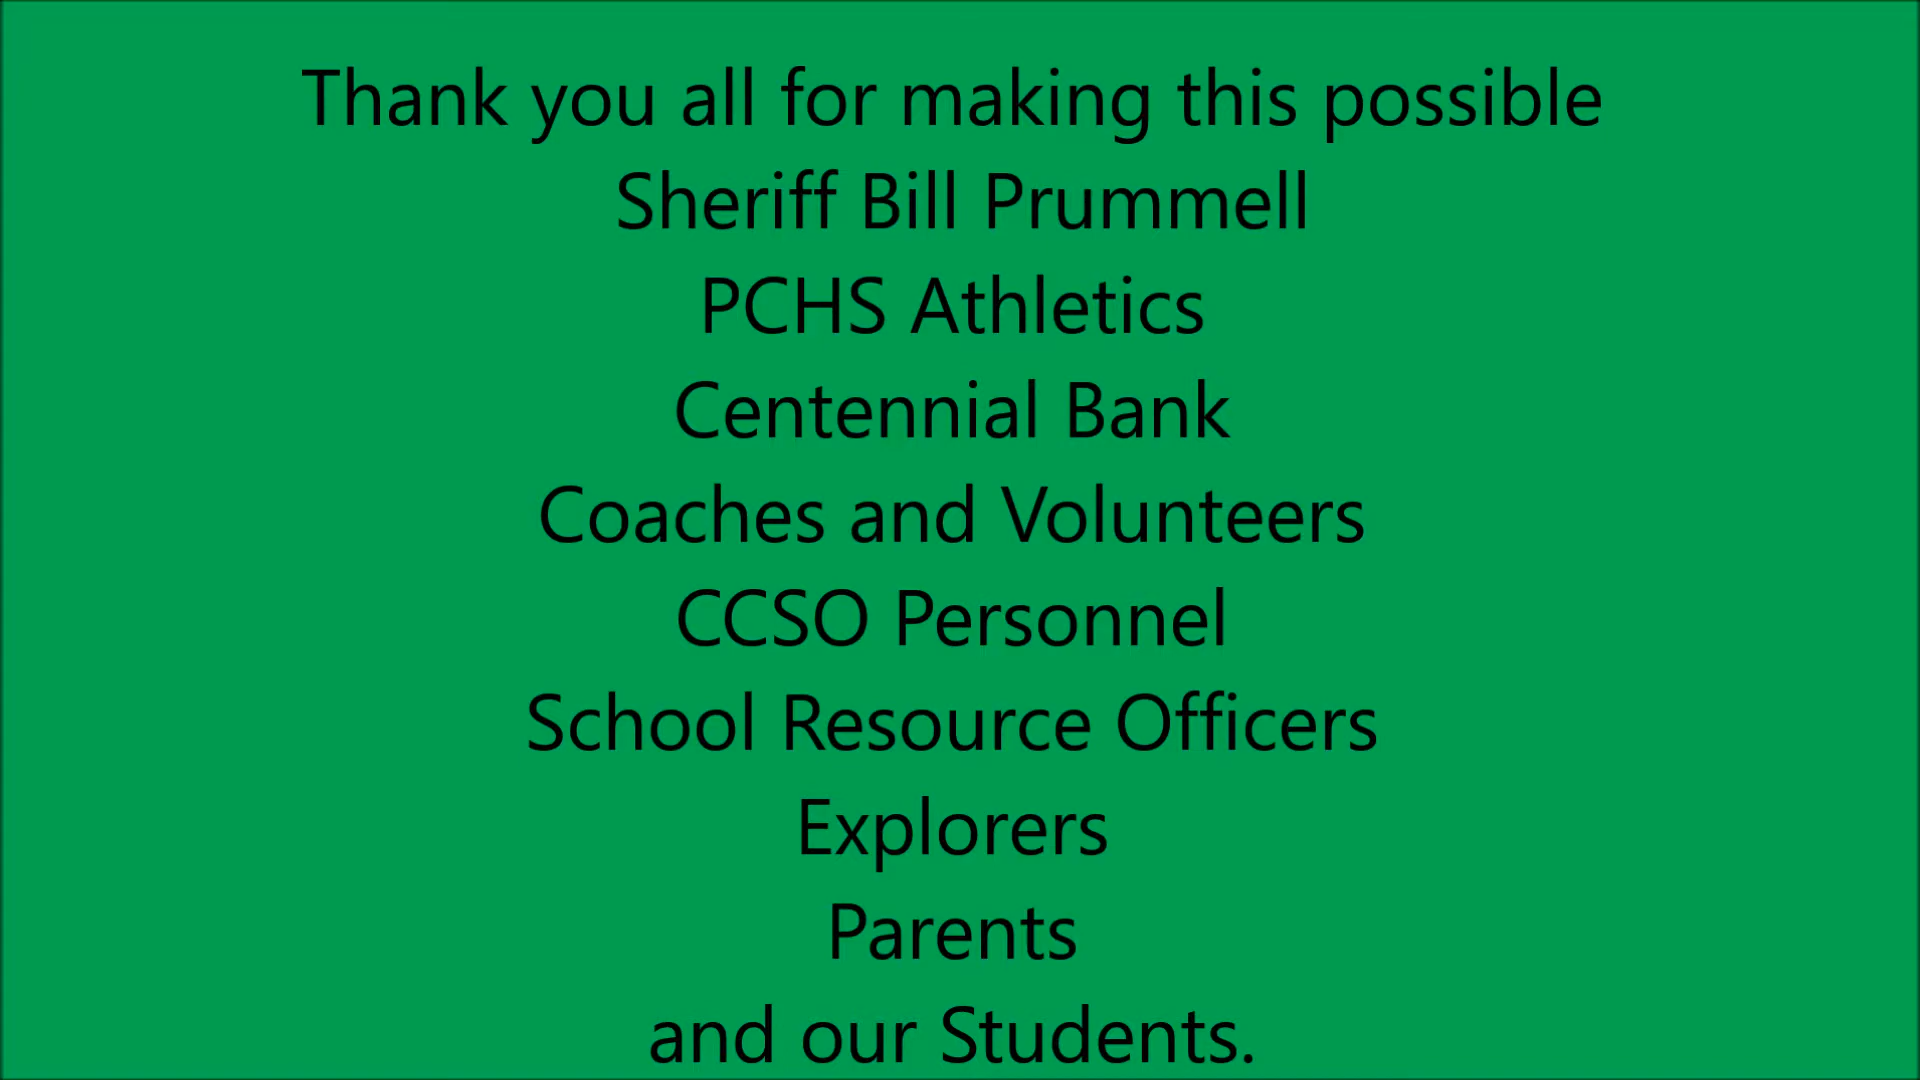 Thank you all for making this possible
Sheriff Bill Prummell
PCHS Athletics
Centennial Bank
Coaches and Volunteers
CCSO Personnel
School Resource Officers
Explorers
Parents
and our Students.